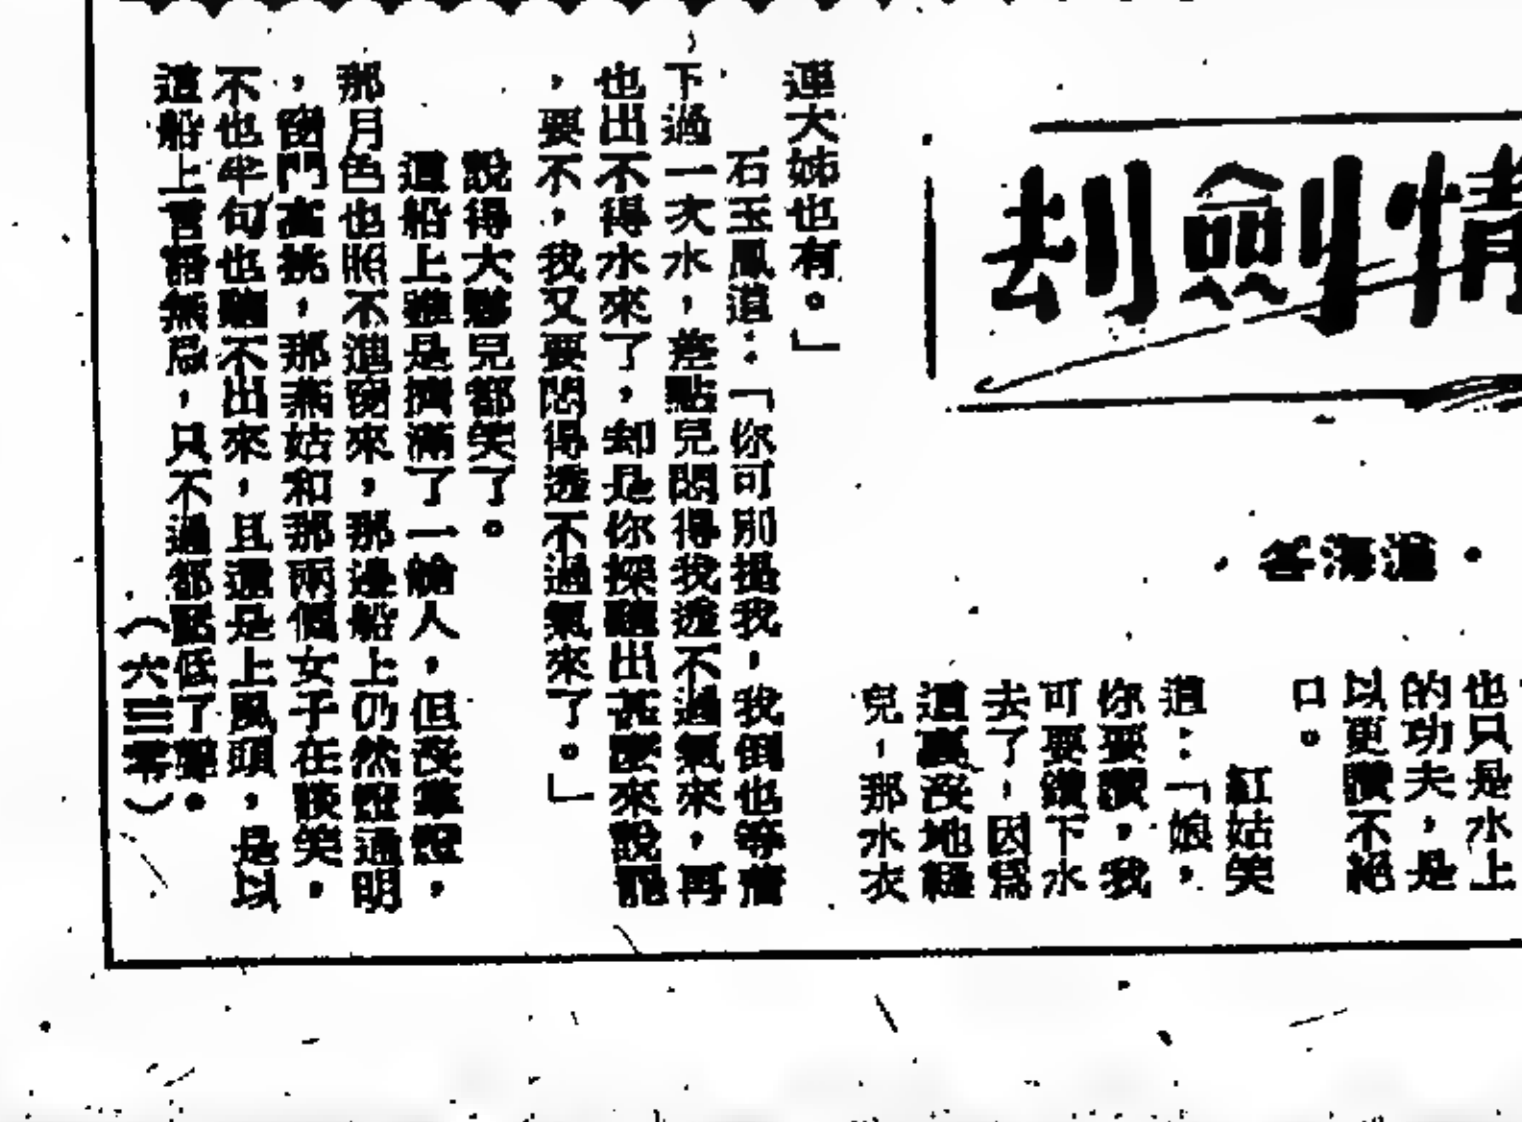 情劍刦
・瀛海客・
也只是水上
的功夫，是
以更讚不絕
口。
紅姑笑
道：「娘，
你要讚，我
可要鑽下水
去了，因爲
這裏沒地縫
兒，那水衣
連大姊也有。」
石玉鳳道：「你可別損我，我倒也等着
下過一次水，差點兒悶得我透不過氣來，再
也出不得水來了，却是你探聽出甚麼來說罷
，要不，我又要悶得透不過氣來了。」
說得大夥兒都笑了。
這船上雖是擠滿了一艙人，但沒掌燈，
那月色也照不進窗來，那邊船上仍然燈通明
，窗門高挑，那燕姑和那兩個女子在談笑，
不也半句也聽不出來，且還是上風頭，是以
這船上言語無忌，只不過都壓低了聲。
（六三零）